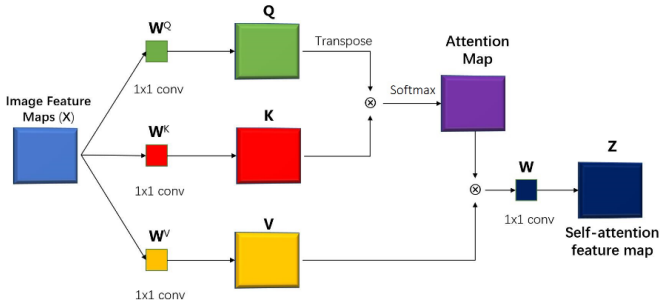 Q
W^Q
Transpose
Attention
Map
1x1 conv
Softmax
Image Feature
Maps (X)
K
W^K
1x1 conv
W
Z
1x1 conv
Self-attention
feature map
V
W^V
1x1 conv